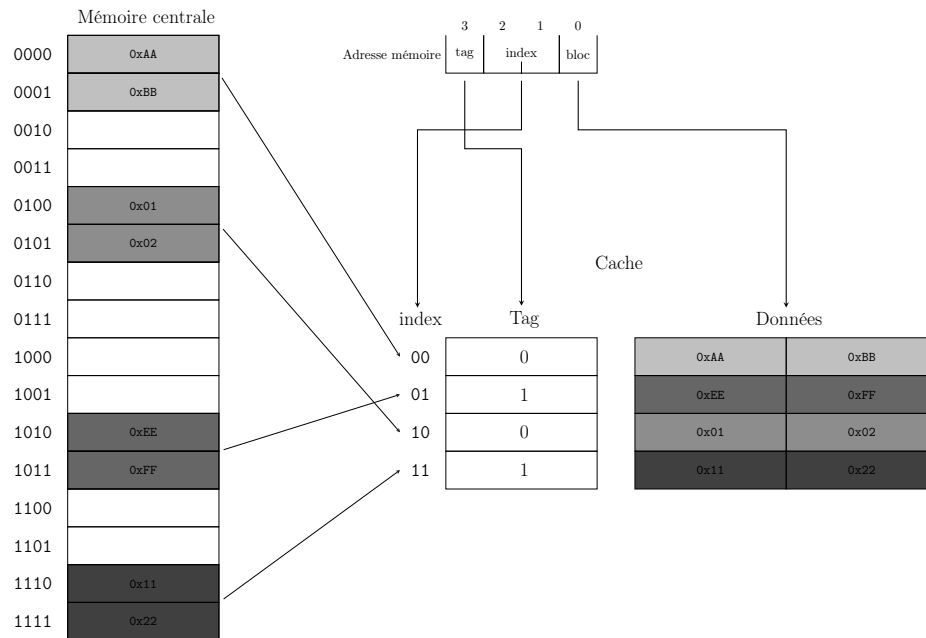 Mémoire centrale
3 2 1 0
Adresse mémoire tag index bloc
0000 0xAA
0001 0xBB
0010
0011
0100 0x01
0101 0x02
0110
0111
1000
1001
1010 0xEE
1011 0xFF
1100
1101
1110 0x11
1111 0x22
Cache
index Tag Données
00 0 0xAA 0xBB
01 1 0xEE 0xFF
10 0 0x01 0x02
11 1 0x11 0x22